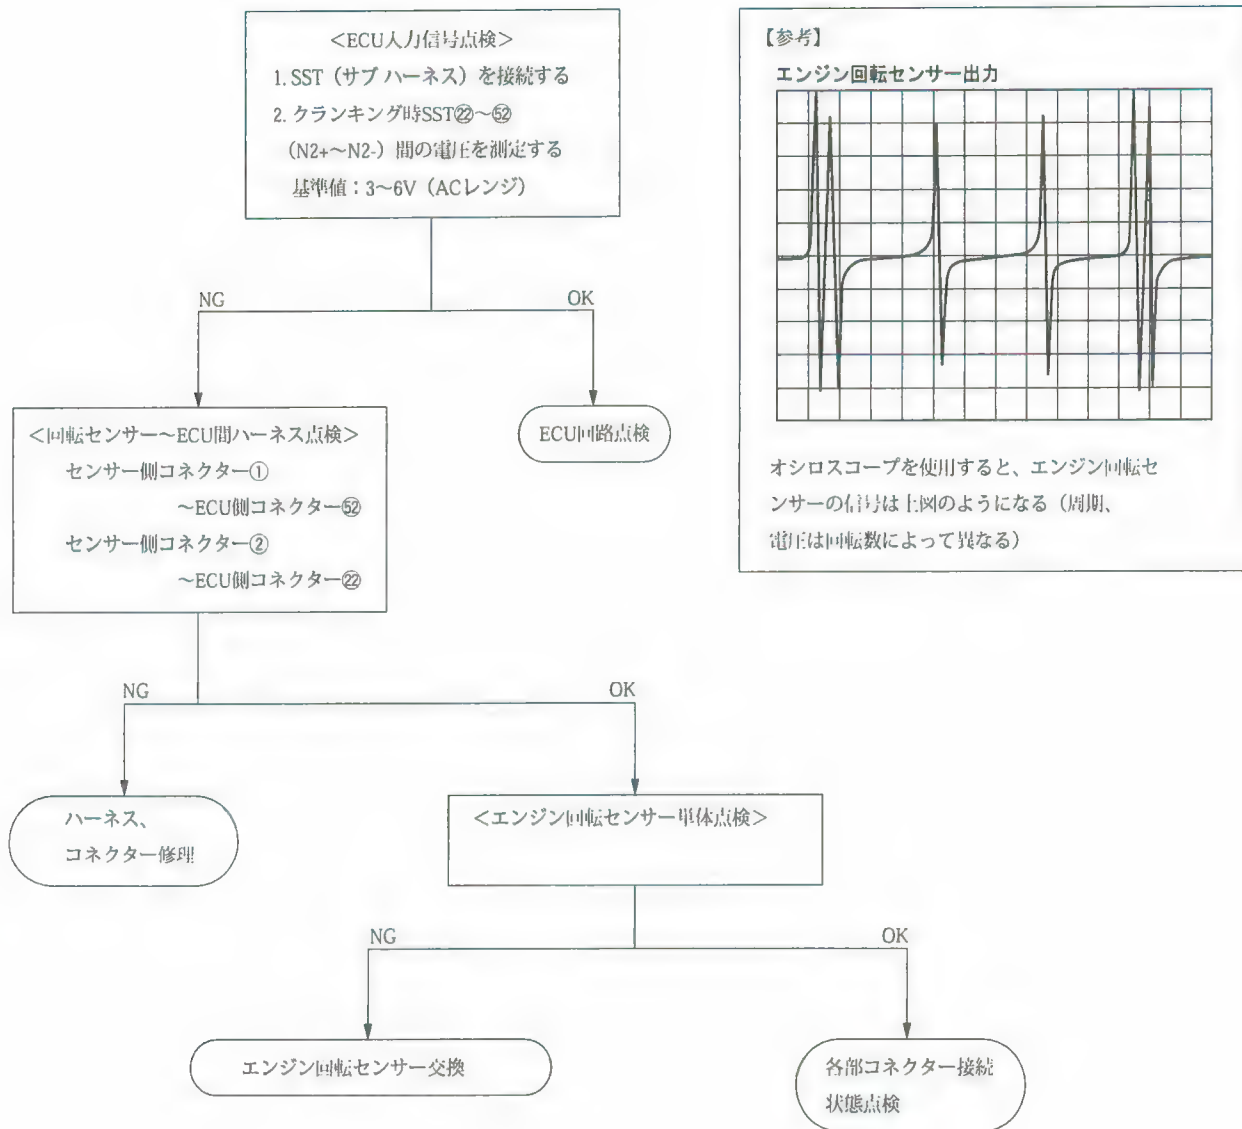 <ECU入力信号点検>
1. SST（サブ ハーネス）を接続する
2. クランキング時SST㉒～㊾
（N2+～N2-）間の電圧を測定する
基準値：3～6V（ACレンジ）
NG
OK
ECU回路点検
<回転センサー～ECU間ハーネス点検>
センサー側コネクター①
～ECU側コネクター52
センサー側コネクター②
～ECU側コネクター㉒
NG
OK
ハーネス、
コネクター修理
<エンジン回転センサー単体点検>
NG
OK
エンジン回転センサー交換
各部コネクター接続
状態点検
【参考】
エンジン回転センサー出力
オシロスコープを使用すると、エンジン回転セ
ンサーの信号は上図のようになる（周期、
電圧は回転数によって異なる）